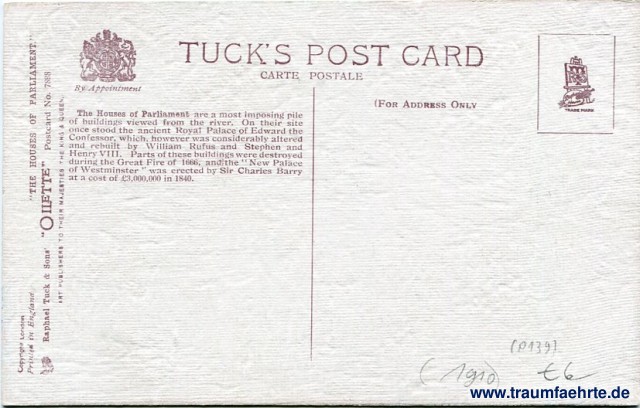 TUCK'S POST CARD
CARTE POSTALE
By Appointment
(FOR ADDRESS ONLY
TRADE MARK
The Houses of Parliament are a most imposing pile
of buildings viewed from the river. On their site
once stood the ancient Royal Palace of Edward the
Confessor, which, however was considerably altered
and rebuilt by William Rufus and Stephen and
Henry VIII. Parts of these buildings were destroyed
during the Great Fire of 1666, and the "New Palace
of Westminster" was erected by Sir Charles Barry
at a cost of £3,000,000 in 1840.
"THE HOUSES OF PARLIAMENT."
Raphael Tuck & Sons' "OILETTE" Postcard No.
ART PUBLISHERS TO THEIR MAJESTIES THE KING & QUEEN.
Copyright London
Printed in England.
(P139)
(1910)
www.traumfaehrte.de